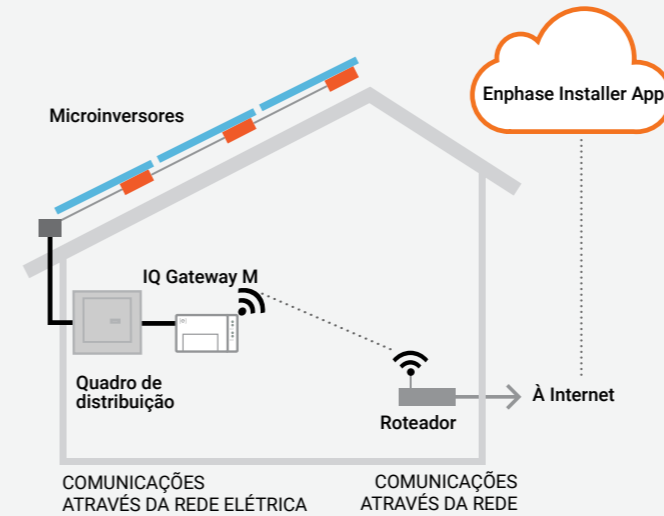 Enphase Installer App
Microinversores
IQ Gateway M
Quadro de
distribuição
Roteador
À Internet
COMUNICAÇÕES
ATRAVÉS DA REDE ELÉTRICA
COMUNICAÇÕES
ATRAVÉS DA REDE